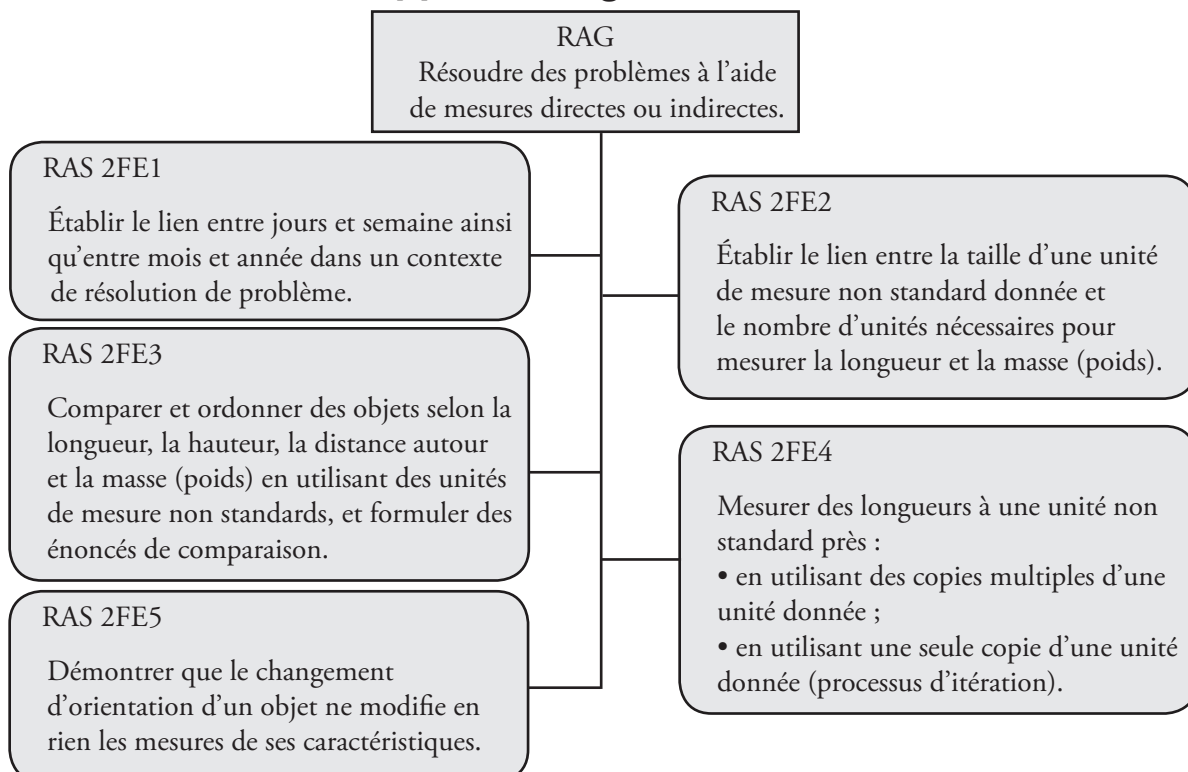 RAG
Résoudre des problèmes à l'aide
de mesures directes ou indirectes.
RAS 2FE1
Établir le lien entre jours et semaine ainsi
qu'entre mois et année dans un contexte
de résolution de problème.
RAS 2FE2
Établir le lien entre la taille d'une unité
de mesure non standard donnée et
le nombre d'unités nécessaires pour
mesurer la longueur et la masse (poids).
RAS 2FE3
Comparer et ordonner des objets selon la
longueur, la hauteur, la distance autour
et la masse (poids) en utilisant des unités
de mesure non standards, et formuler des
énoncés de comparaison.
RAS 2FE4
Mesurer des longueurs à une unité non
standard près :
• en utilisant des copies multiples d'une
unité donnée ;
• en utilisant une seule copie d'une unité
donnée (processus d'itération).
RAS 2FE5
Démontrer que le changement
d'orientation d'un objet ne modifie en
rien les mesures de ses caractéristiques.